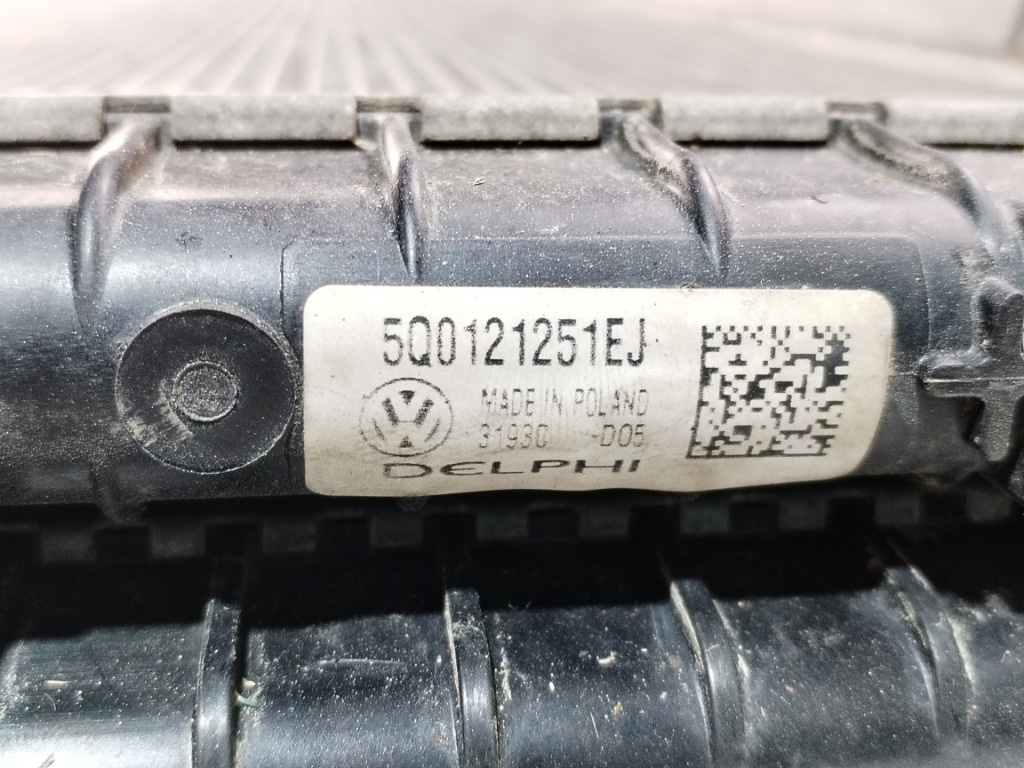 5Q0121251EJ
MADE IN POLAND
31930 -D05
DELPHI